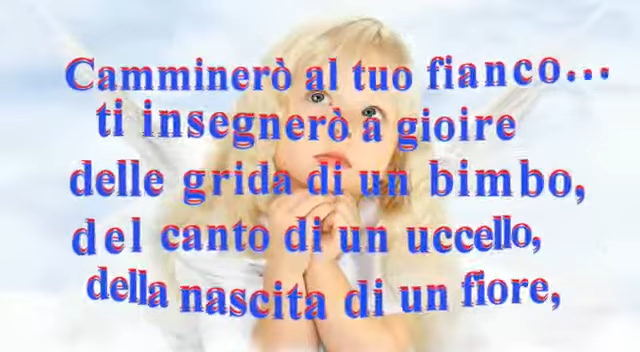 Camminerò al tuo fianco...
ti insegnerò a gioire
delle grida di un bimbo,
del canto di un uccello,
della nascita di un fiore,